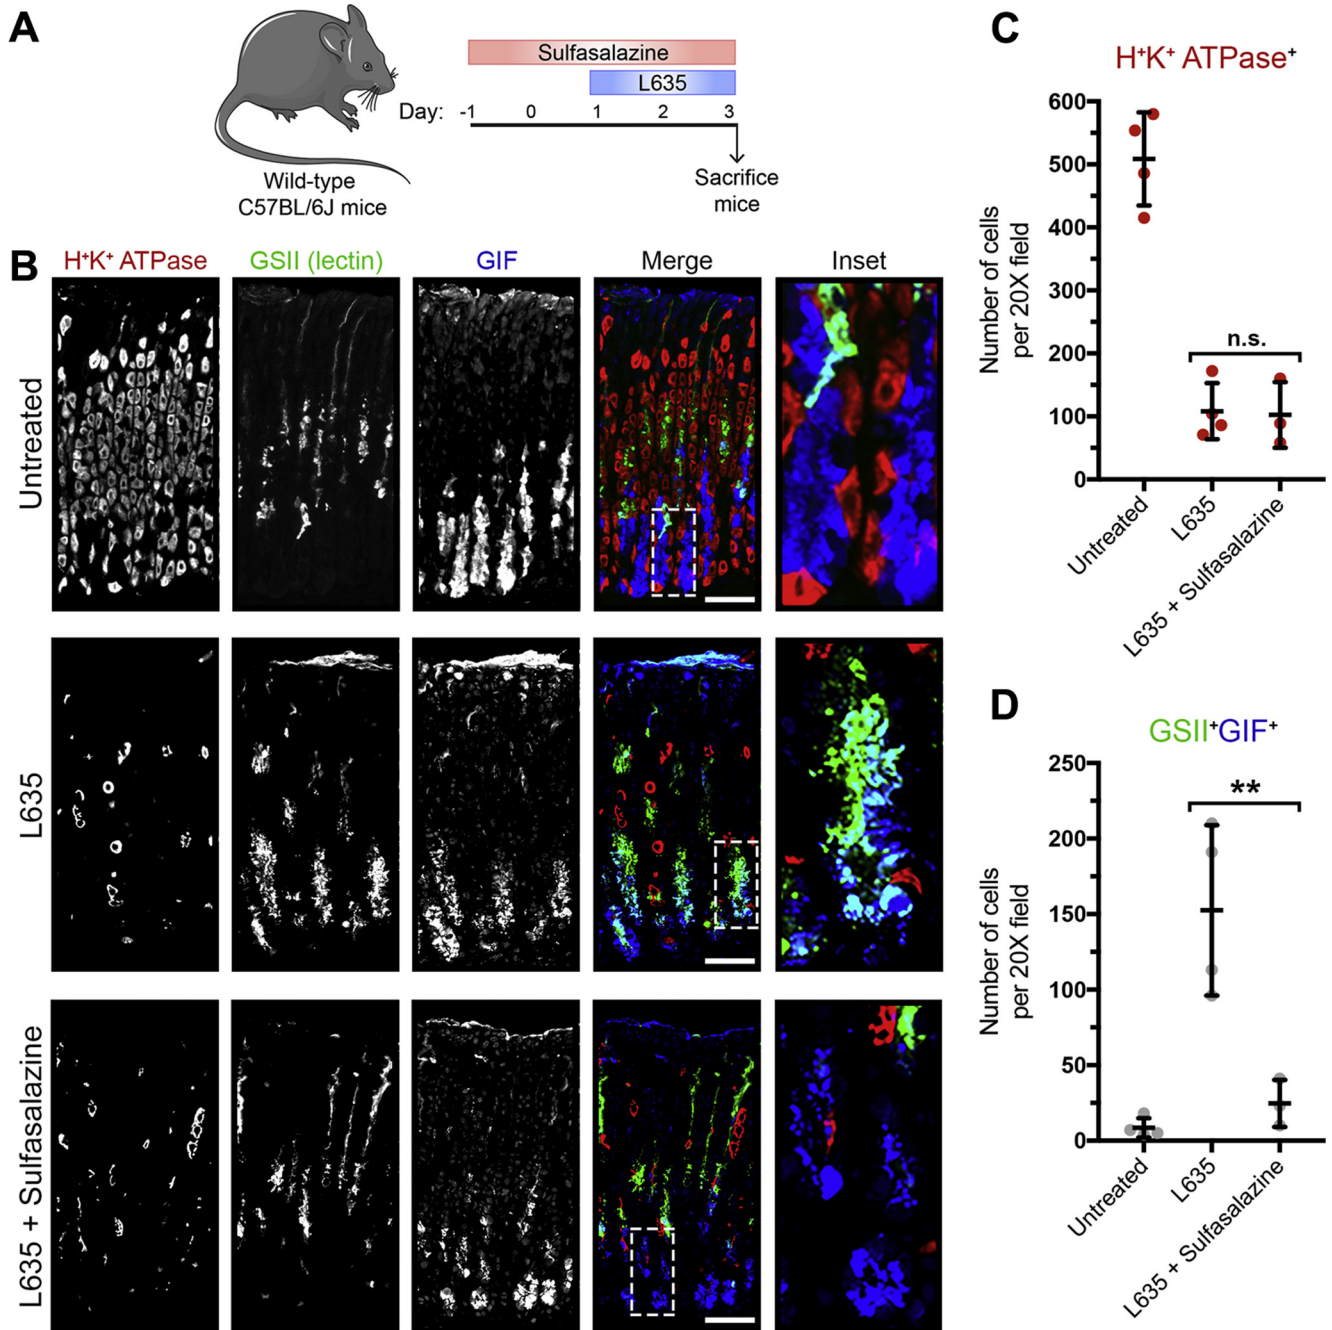 A
Sulfasalazine
L635
Day: -1 0 1 2 3
Wild-type
C57BL/6J mice
Sacrifice
mice
B
H⁺K⁺ ATPase GSII (lectin) GIF Merge Inset
Untreated
L635
L635 + Sulfasalazine
C
H⁺K⁺ ATPase⁺
Number of cells
per 20X field
600
500
400
300
200
100
0
n.s.
Untreated
L635
L635 + Sulfasalazine
D
GSII⁺GIF⁺
Number of cells
per 20X field
250
200
150
100
50
0
**
Untreated
L635
L635 + Sulfasalazine